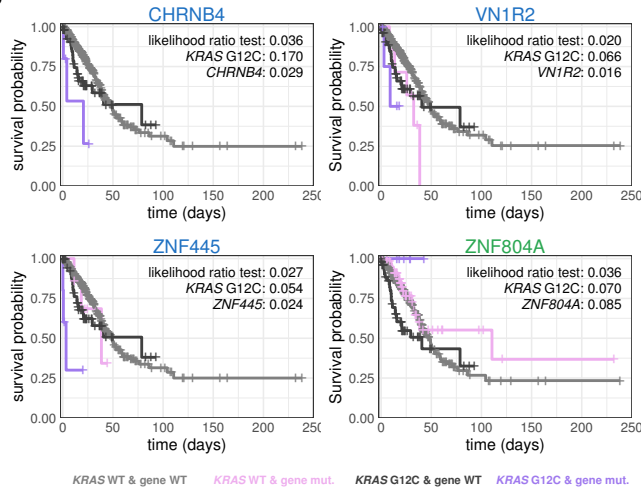 CHRNB4
likelihood ratio test: 0.036
KRAS G12C: 0.170
CHRNB4: 0.029
survival probability
1.00
0.75
0.50
0.25
0.00
0 50 100 150 200 250
time (days)
VN1R2
likelihood ratio test: 0.020
KRAS G12C: 0.066
VN1R2: 0.016
Survival probability
1.00
0.75
0.50
0.25
0.00
0 50 100 150 200 250
time (days)
ZNF445
likelihood ratio test: 0.027
KRAS G12C: 0.054
ZNF445: 0.024
survival probability
1.00
0.75
0.50
0.25
0.00
0 50 100 150 200 250
time (days)
ZNF804A
likelihood ratio test: 0.036
KRAS G12C: 0.070
ZNF804A: 0.085
Survival probability
1.00
0.75
0.50
0.25
0.00
0 50 100 150 200 250
time (days)
KRAS WT & gene WT KRAS WT & gene mut. KRAS G12C & gene WT KRAS G12C & gene mut.